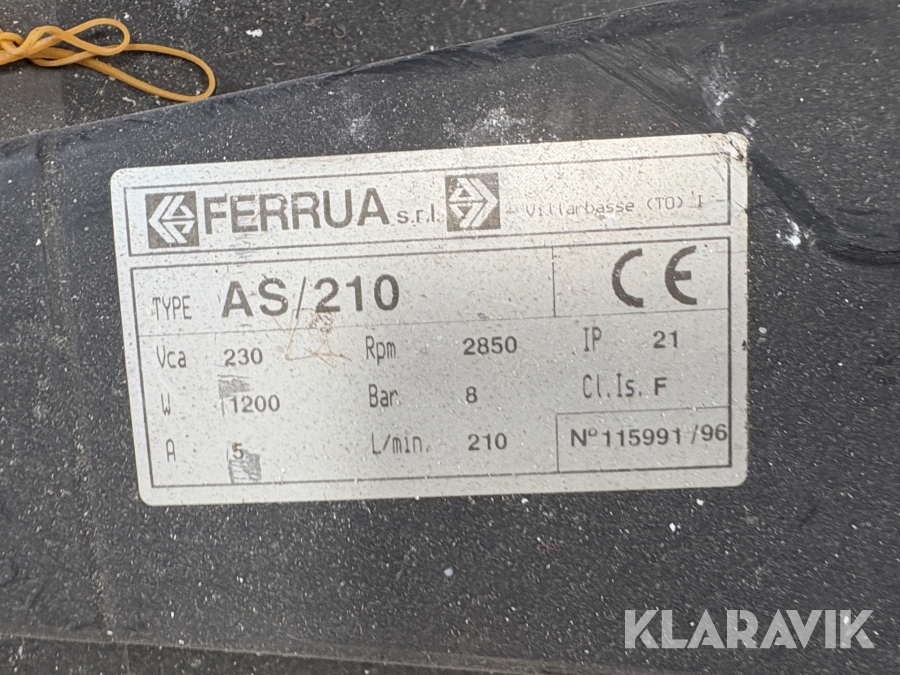 FERRUA s.r.l. - Villarbasse (TO) I -
TYPE AS/210 CE
Vca 230 Rpm 2850 IP 21
W 1200 Bar 8 Cl.Is. F
A 5 L/min. 210 Nº 115991/96
KLARAVIK